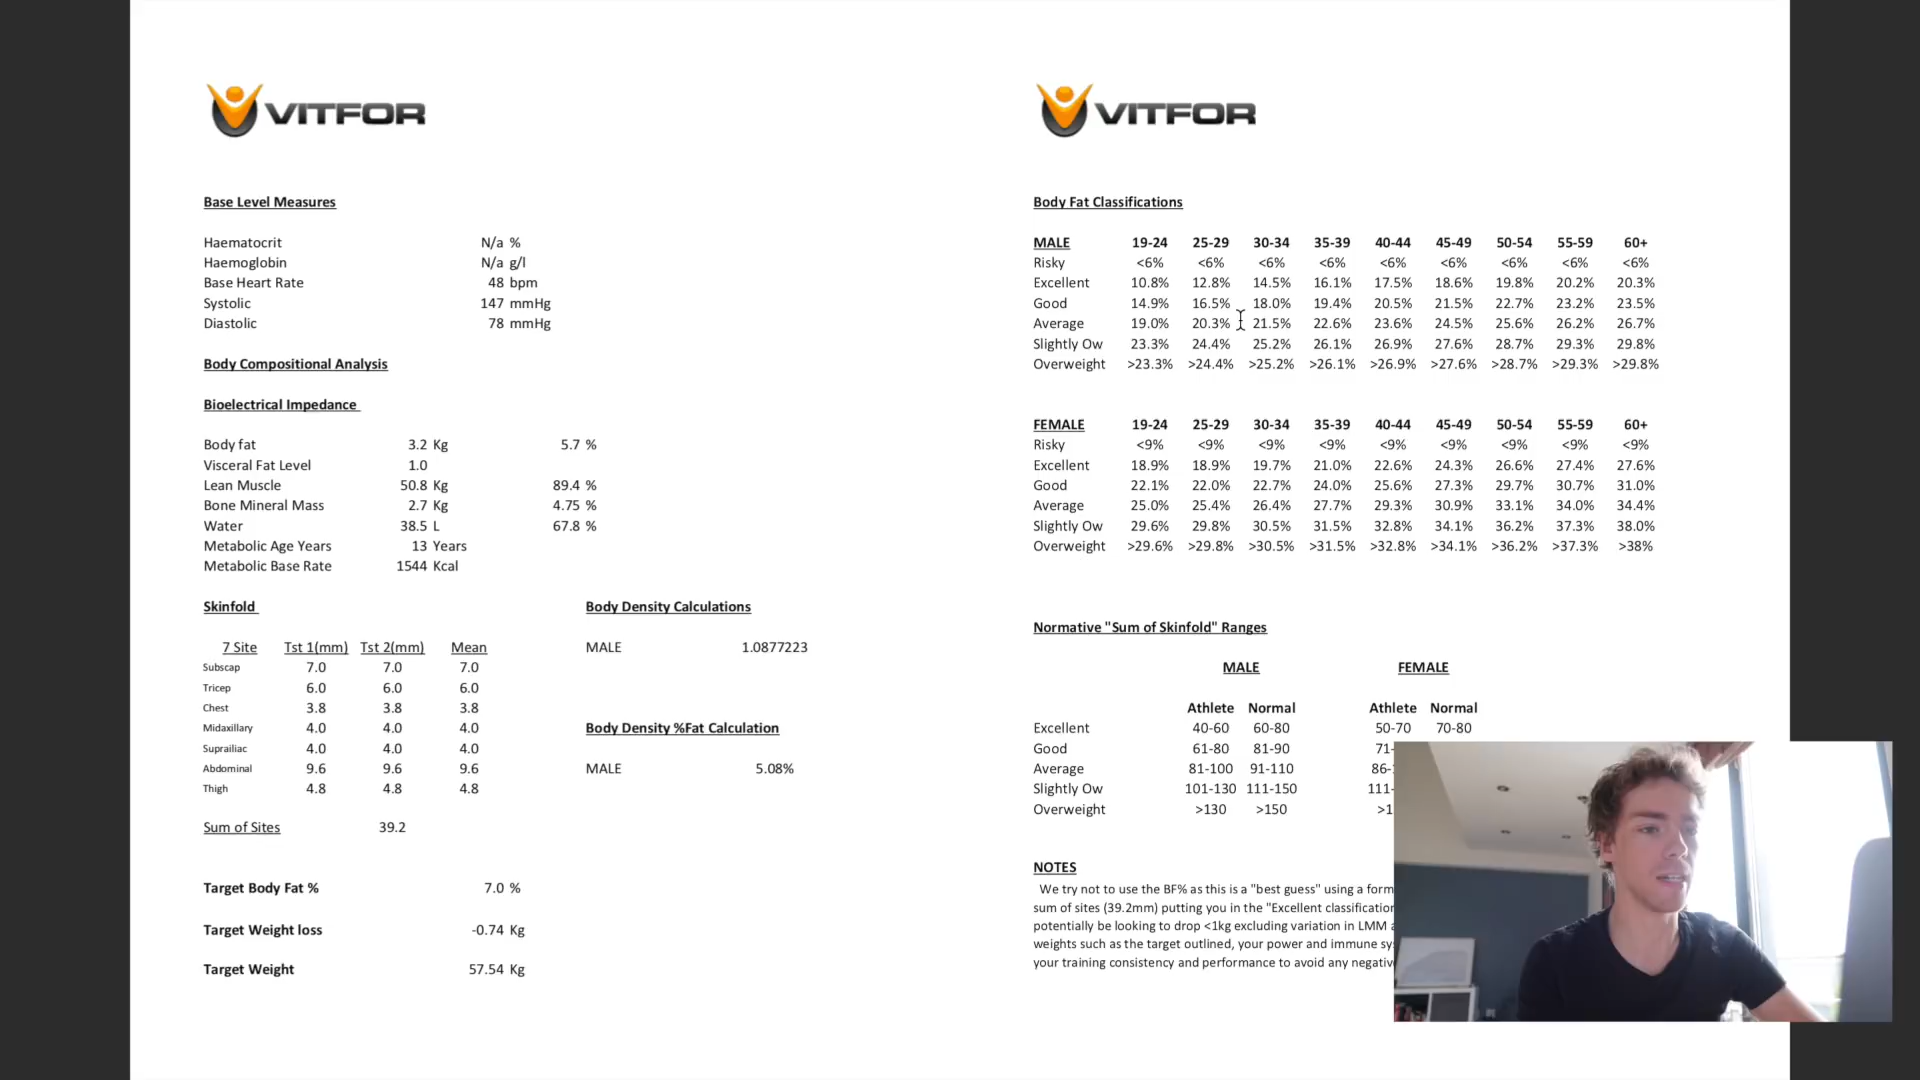 VITFOR
Base Level Measures
Haematocrit N/a %
Haemoglobin N/a g/l
Base Heart Rate 48 bpm
Systolic 147 mmHg
Diastolic 78 mmHg
Body Compositional Analysis
Bioelectrical Impedance
Body fat 3.2 Kg 5.7 %
Visceral Fat Level 1.0
Lean Muscle 50.8 Kg 89.4 %
Bone Mineral Mass 2.7 Kg 4.75 %
Water 38.5 L 67.8 %
Metabolic Age Years 13 Years
Metabolic Base Rate 1544 Kcal
Skinfold
7 Site Tst 1(mm) Tst 2(mm) Mean
Subscap 7.0 7.0 7.0
Tricep 6.0 6.0 6.0
Chest 3.8 3.8 3.8
Midaxillary 4.0 4.0 4.0
Suprailiac 4.0 4.0 4.0
Abdominal 9.6 9.6 9.6
Thigh 4.8 4.8 4.8
Sum of Sites 39.2
Body Density Calculations
MALE 1.0877223
Body Density %Fat Calculation
MALE 5.08%
Target Body Fat % 7.0 %
Target Weight loss -0.74 Kg
Target Weight 57.54 Kg
VITFOR
Body Fat Classifications
MALE 19-24 25-29 30-34 35-39 40-44 45-49 50-54 55-59 60+
Risky <6% <6% <6% <6% <6% <6% <6% <6% <6%
Excellent 10.8% 12.8% 14.5% 16.1% 17.5% 18.6% 19.8% 20.2% 20.3%
Good 14.9% 16.5% 18.0% 19.4% 20.5% 21.5% 22.7% 23.2% 23.5%
Average 19.0% 20.3% 21.5% 22.6% 23.6% 24.5% 25.6% 26.2% 26.7%
Slightly Ow 23.3% 24.4% 25.2% 26.1% 26.9% 27.6% 28.7% 29.3% 29.8%
Overweight >23.3% >24.4% >25.2% >26.1% >26.9% >27.6% >28.7% >29.3% >29.8%
FEMALE 19-24 25-29 30-34 35-39 40-44 45-49 50-54 55-59 60+
Risky <9% <9% <9% <9% <9% <9% <9% <9% <9%
Excellent 18.9% 18.9% 19.7% 21.0% 22.6% 24.3% 26.6% 27.4% 27.6%
Good 22.1% 22.0% 22.7% 24.0% 25.6% 27.3% 29.7% 30.7% 31.0%
Average 25.0% 25.4% 26.4% 27.7% 29.3% 30.9% 33.1% 34.0% 34.4%
Slightly Ow 29.6% 29.8% 30.5% 31.5% 32.8% 34.1% 36.2% 37.3% 38.0%
Overweight >29.6% >29.8% >30.5% >31.5% >32.8% >34.1% >36.2% >37.3% >38%
Normative "Sum of Skinfold" Ranges
MALE FEMALE
Athlete Normal Athlete Normal
Excellent 40-60 60-80 50-70 70-80
Good 61-80 81-90 71-
Average 81-100 91-110 86-
Slightly Ow 101-130 111-150 111-
Overweight >130 >150 >1
NOTES
We try not to use the BF% as this is a "best guess" using a form
sum of sites (39.2mm) putting you in the "Excellent classification
potentially be looking to drop <1kg excluding variation in LMM
weights such as the target outlined, your power and immune sy
your training consistency and performance to avoid any negativ